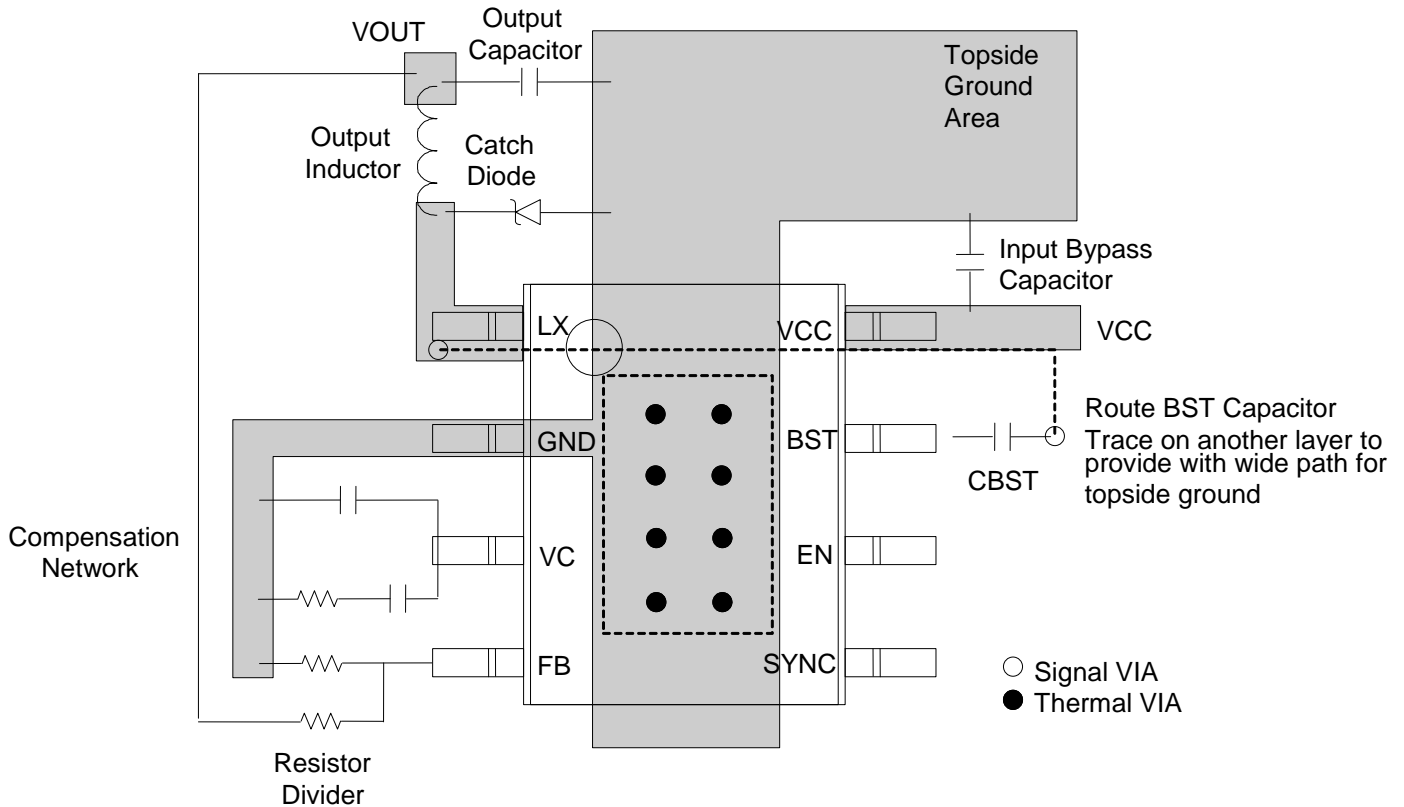 VOUT
Output
Capacitor
Topside
Ground
Area
Output
Inductor
Catch
Diode
Input Bypass
Capacitor
LX
VCC
VCC
GND
BST
CBST
Route BST Capacitor
Trace on another layer to
provide with wide path for
topside ground
Compensation
Network
VC
EN
FB
SYNC
Signal VIA
Thermal VIA
Resistor
Divider